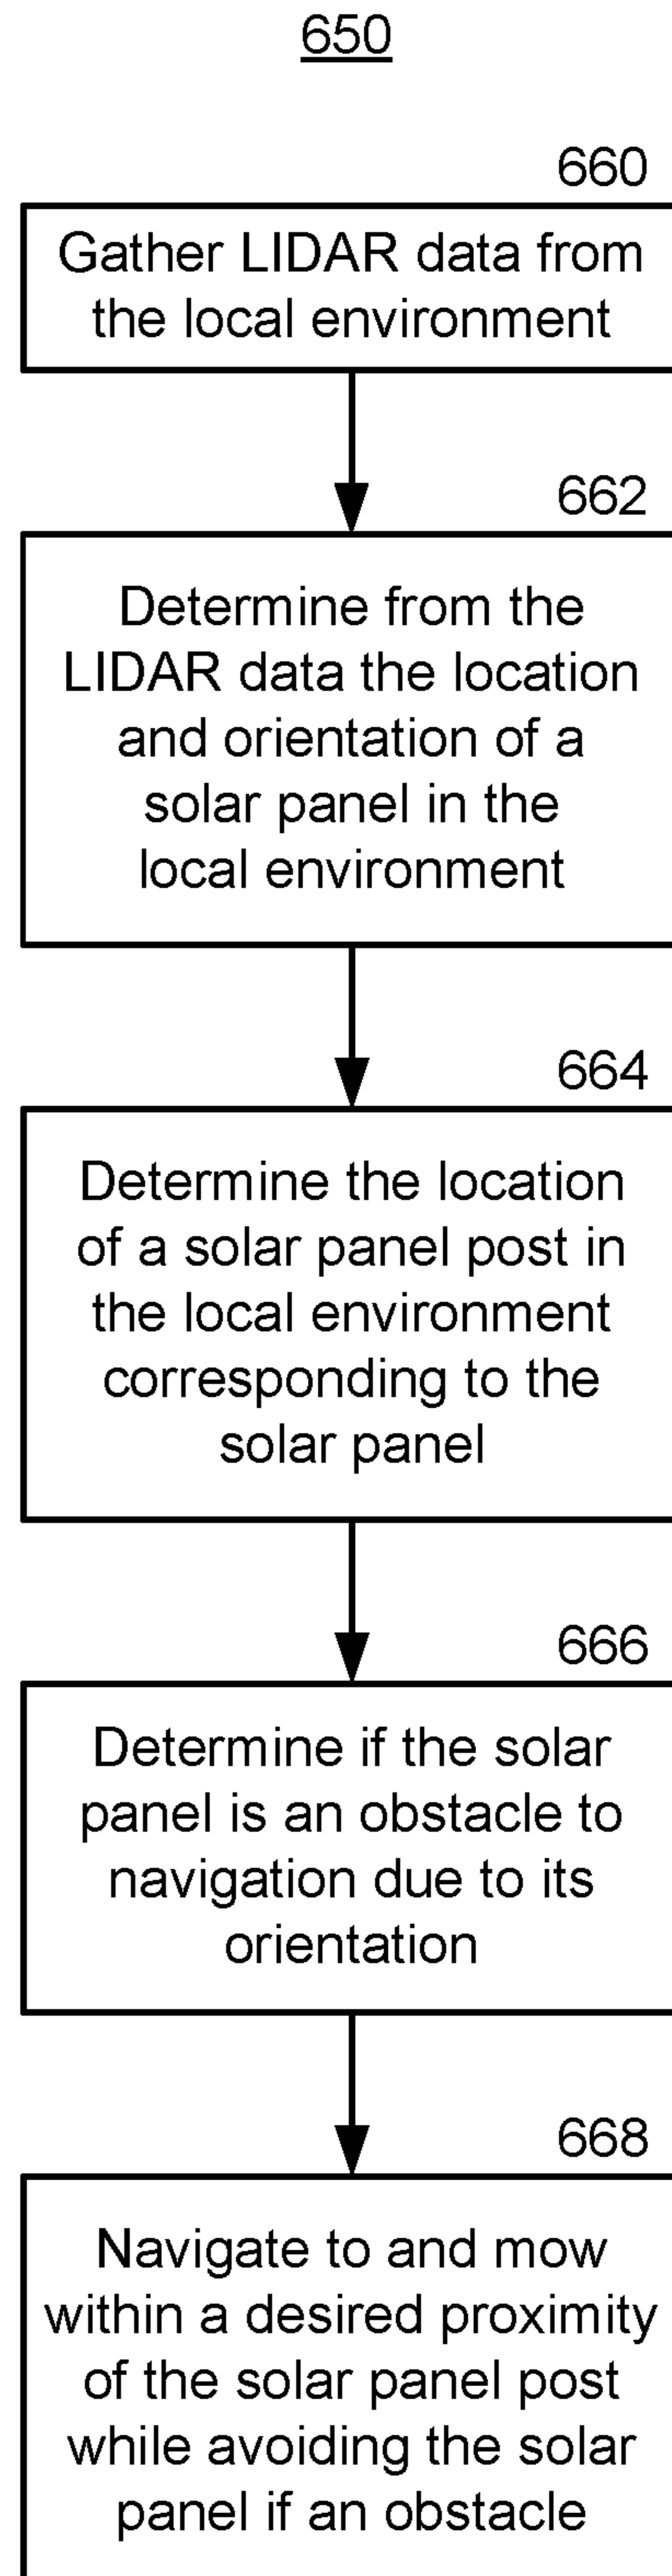 650
660
Gather LIDAR data from
the local environment
662
Determine from the
LIDAR data the location
and orientation of a
solar panel in the
local environment
664
Determine the location
of a solar panel post in
the local environment
corresponding to the
solar panel
666
Determine if the solar
panel is an obstacle to
navigation due to its
orientation
668
Navigate to and mow
within a desired proximity
of the solar panel post
while avoiding the solar
panel if an obstacle